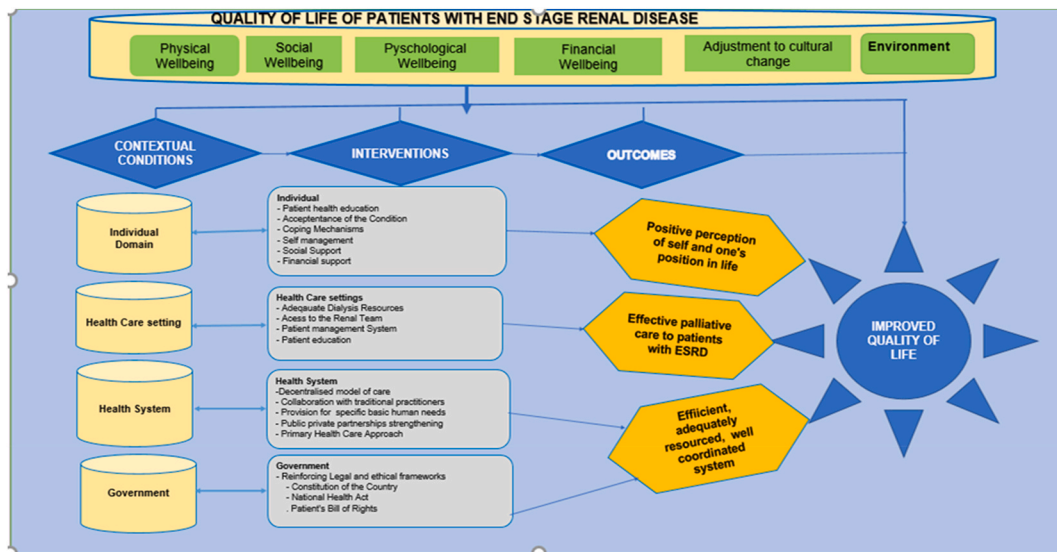 QUALITY OF LIFE OF PATIENTS WITH END STAGE RENAL DISEASE
Physical
Wellbeing
Social
Wellbeing
Pyschological
Wellbeing
Financial
Wellbeing
Adjustment to cultural
change
Environment
CONTEXTUAL
CONDITIONS
INTERVENTIONS
OUTCOMES
Individual
Domain
Individual
- Patient health education
- Acceptentance of the Condition
- Coping Mechanisms
- Self management
- Social Support
- Financial support
Positive perception
of self and one's
position in life
Health Care setting
Health Care settings
- Adeqauate Dialysis Resources
- Acess to the Renal Team
- Patient management System
- Patient education
Effective palliative
care to patients
with ESRD
IMPROVED
QUALITY OF
LIFE
Health System
Health System
-Decentralised model of care
- Collaboration with traditional practitioners
- Provision for specific basic human needs
- Public private partnerships strengthening
- Primary Health Care Approach
Effiicient,
adequately
resourced, well
coordinated
system
Government
Government
- Reinforcing Legal and ethical frameworks
- Constitution of the Country
- National Health Act
. Patient's Bill of Rights